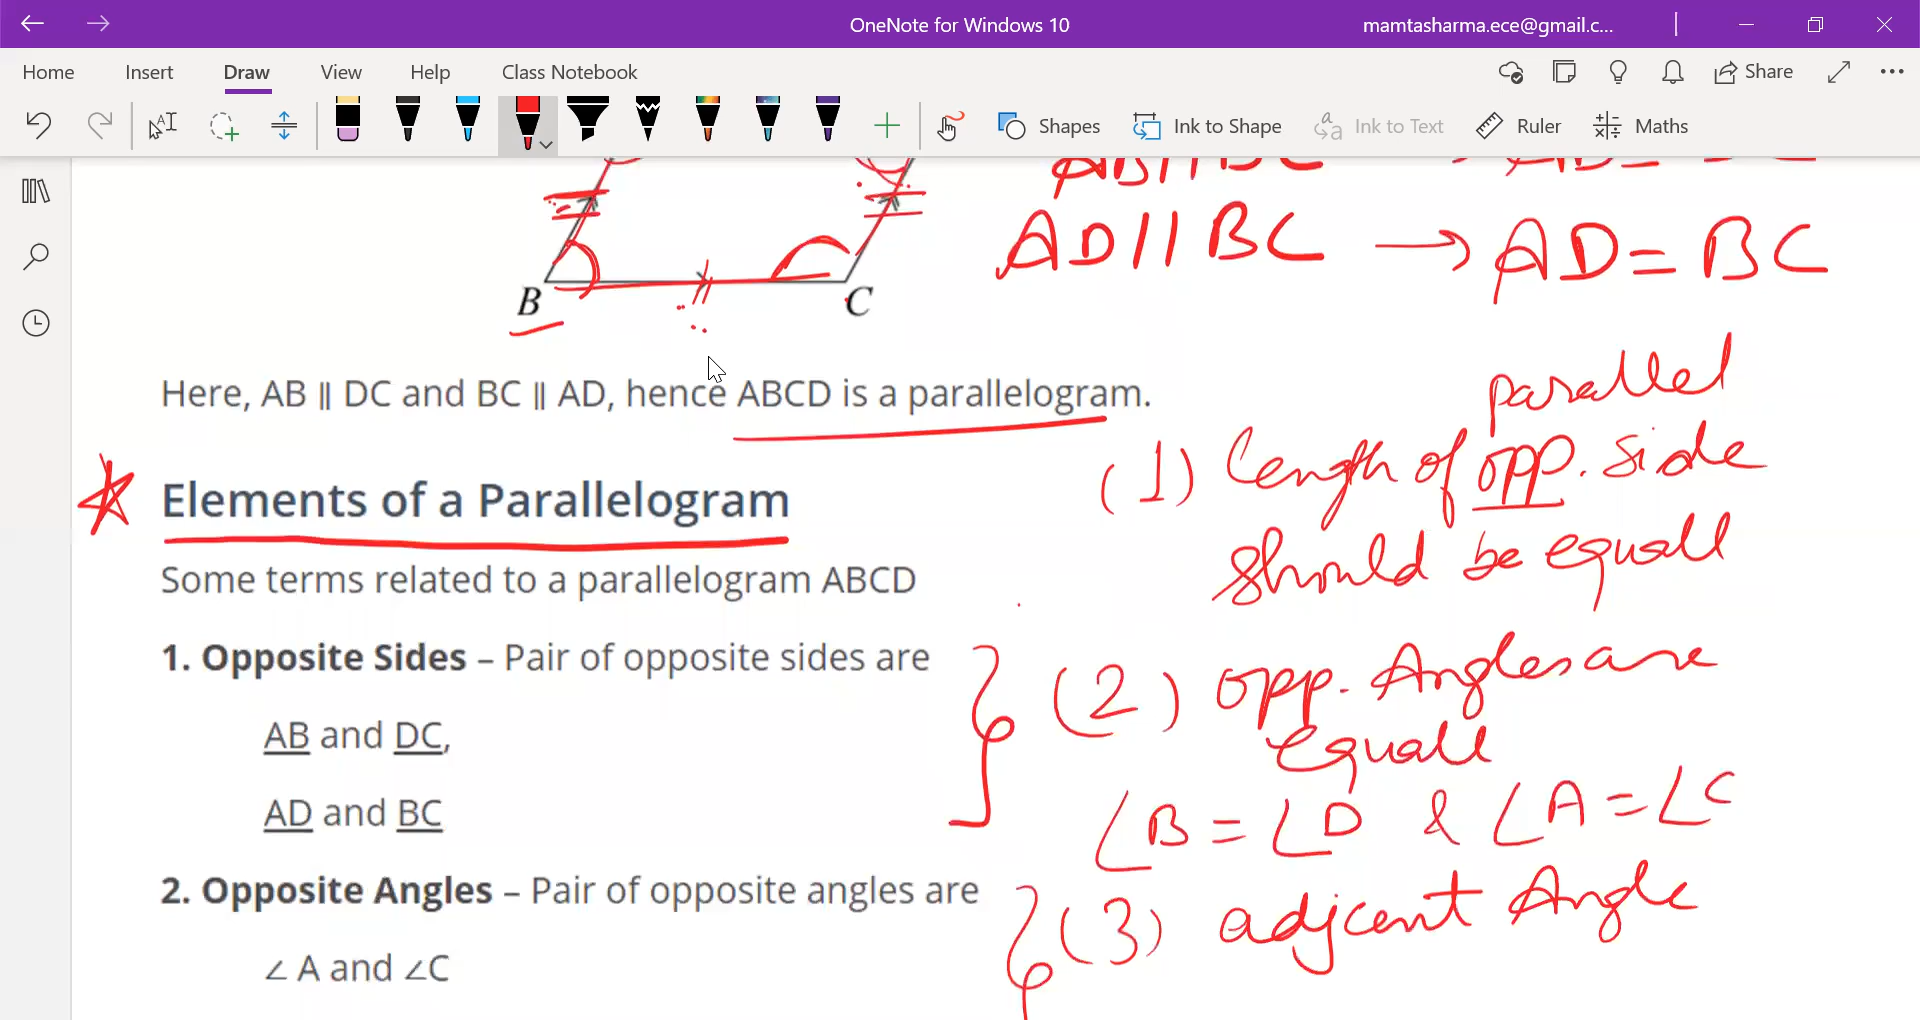 OneNote for Windows 10
mamtasharma.ece@gmail.c...
Home Insert Draw View Help Class Notebook
Share
Shapes Ink to Shape Ink to Text Ruler Maths
AD || BC → AD = BC
B
C
Here, AB ∥ DC and BC ∥ AD, hence ABCD is a parallelogram.
parallel
(1) length of opp. side
should be equall
Elements of a Parallelogram
Some terms related to a parallelogram ABCD
1. Opposite Sides – Pair of opposite sides are
AB and DC,
AD and BC
(2) opp. Angles are
equall
∠B = ∠D & ∠A = ∠C
2. Opposite Angles – Pair of opposite angles are
∠ A and ∠C
(3) adjcent Angle